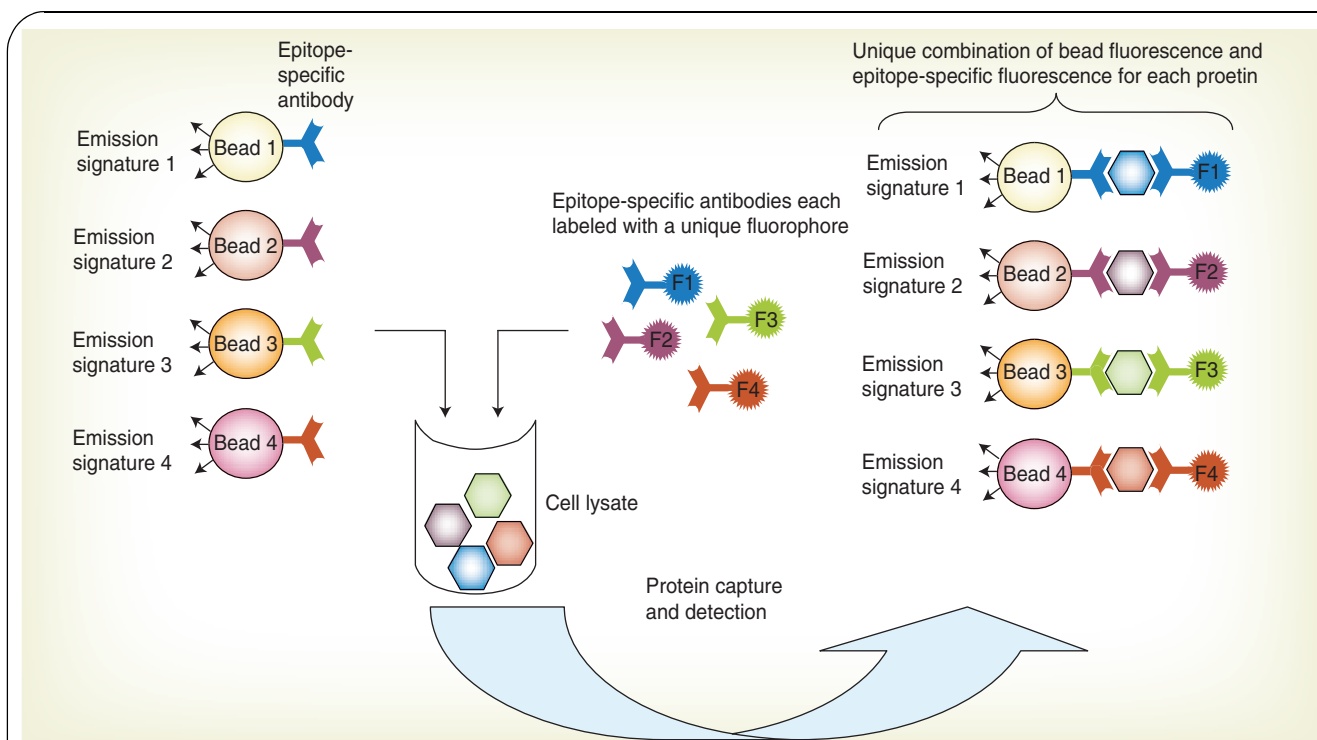 Epitope-
specific
antibody
Emission
signature 1
Bead 1
Emission
signature 2
Bead 2
Emission
signature 3
Bead 3
Emission
signature 4
Bead 4
Epitope-specific antibodies each
labeled with a unique fluorophore
F1
F3
F2
F4
Cell lysate
Protein capture
and detection
Unique combination of bead fluorescence and
epitope-specific fluorescence for each proetin
Emission
signature 1
Bead 1
F1
Emission
signature 2
Bead 2
F2
Emission
signature 3
Bead 3
F3
Emission
signature 4
Bead 4
F4